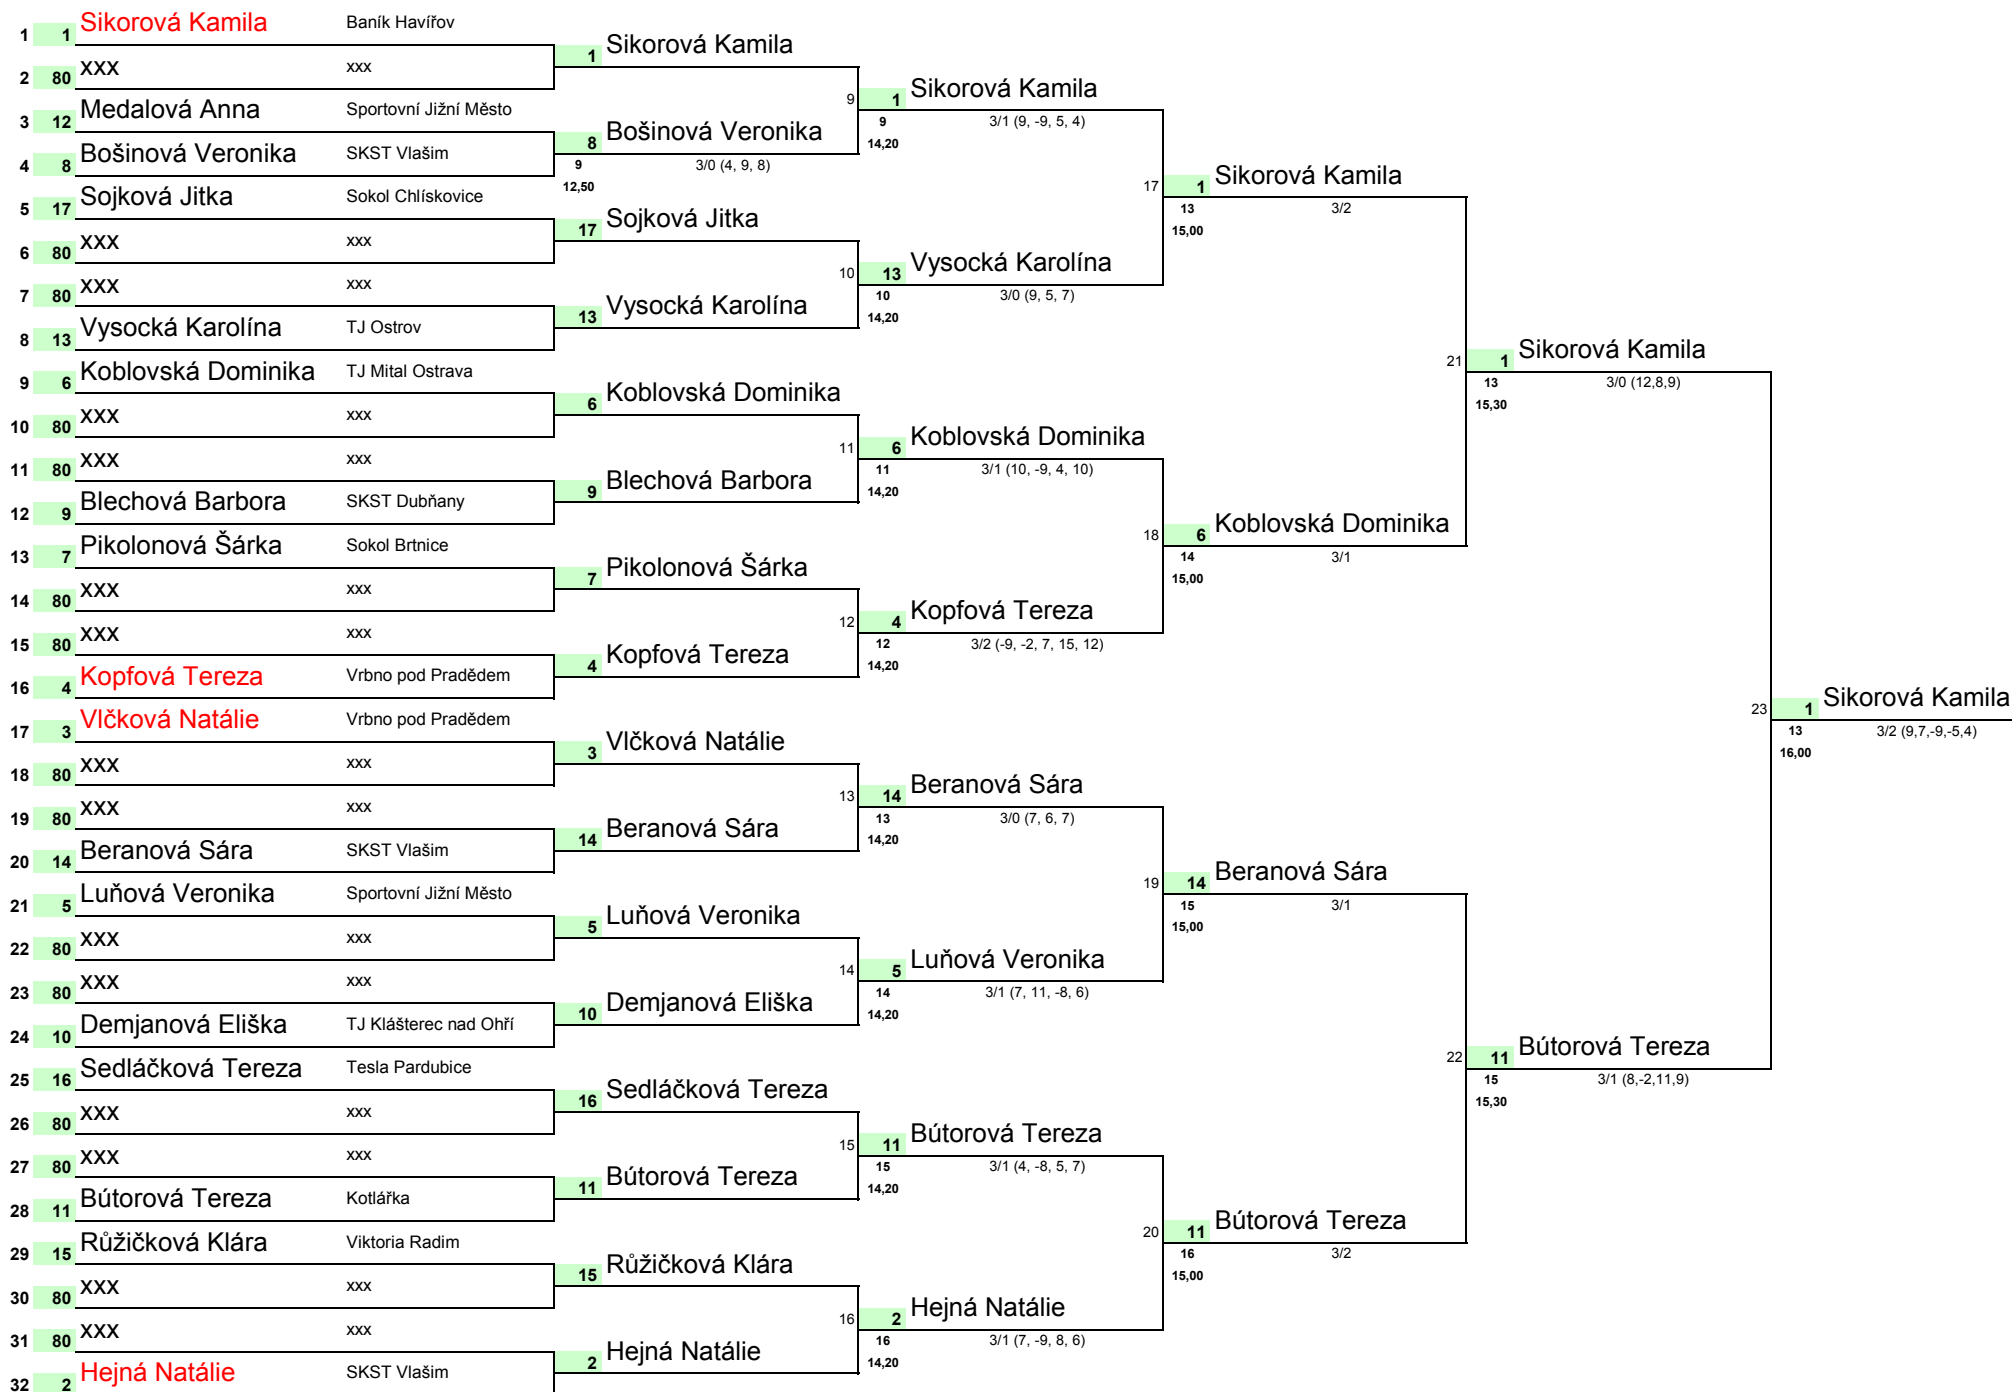 1 1 Sikorová Kamila Baník Havířov
2 80 xxx xxx
3 12 Medalová Anna Sportovní Jižní Město
4 8 Bošinová Veronika SKST Vlašim
5 17 Sojková Jitka Sokol Chlískovice
6 80 xxx xxx
7 80 xxx xxx
8 13 Vysocká Karolína TJ Ostrov
9 6 Koblovská Dominika TJ Mital Ostrava
10 80 xxx xxx
11 80 xxx xxx
12 9 Blechová Barbora SKST Dubňany
13 7 Pikolonová Šárka Sokol Brtnice
14 80 xxx xxx
15 80 xxx xxx
16 4 Kopfová Tereza Vrbno pod Pradědem
17 3 Vlčková Natálie Vrbno pod Pradědem
18 80 xxx xxx
19 80 xxx xxx
20 14 Beranová Sára SKST Vlašim
21 5 Luňová Veronika Sportovní Jižní Město
22 80 xxx xxx
23 80 xxx xxx
24 10 Demjanová Eliška TJ Klášterec nad Ohří
25 16 Sedláčková Tereza Tesla Pardubice
26 80 xxx xxx
27 80 xxx xxx
28 11 Bútorová Tereza Kotlářka
29 15 Růžičková Klára Viktoria Radim
30 80 xxx xxx
31 80 xxx xxx
32 2 Hejná Natálie SKST Vlašim
1 Sikorová Kamila
8 Bošinová Veronika
9 3/0 (4, 9, 8)
12,50
17 Sojková Jitka
13 Vysocká Karolína
6 Koblovská Dominika
9 Blechová Barbora
7 Pikolonová Šárka
4 Kopfová Tereza
3 Vlčková Natálie
14 Beranová Sára
5 Luňová Veronika
10 Demjanová Eliška
16 Sedláčková Tereza
11 Bútorová Tereza
15 Růžičková Klára
2 Hejná Natálie
9 1 Sikorová Kamila
9 3/1 (9, -9, 5, 4)
14,20
10 13 Vysocká Karolína
10 3/0 (9, 5, 7)
14,20
11 6 Koblovská Dominika
11 3/1 (10, -9, 4, 10)
14,20
12 4 Kopfová Tereza
12 3/2 (-9, -2, 7, 15, 12)
14,20
13 14 Beranová Sára
13 3/0 (7, 6, 7)
14,20
14 5 Luňová Veronika
14 3/1 (7, 11, -8, 6)
14,20
15 11 Bútorová Tereza
15 3/1 (4, -8, 5, 7)
14,20
16 2 Hejná Natálie
16 3/1 (7, -9, 8, 6)
14,20
17 1 Sikorová Kamila
13 3/2
15,00
18 6 Koblovská Dominika
14 3/1
15,00
19 14 Beranová Sára
15 3/1
15,00
20 11 Bútorová Tereza
16 3/2
15,00
21 1 Sikorová Kamila
13 3/0 (12,8,9)
15,30
22 11 Bútorová Tereza
15 3/1 (8,-2,11,9)
15,30
23 1 Sikorová Kamila
13 3/2 (9,7,-9,-5,4)
16,00